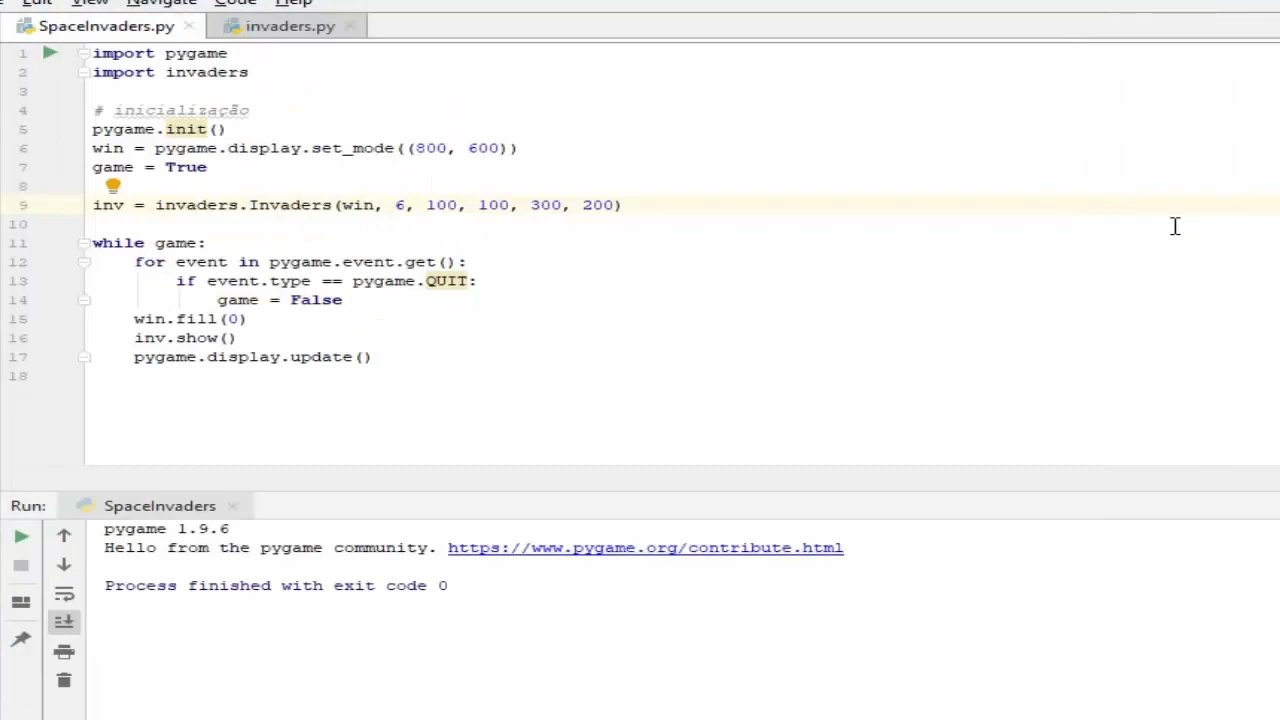 Edit View Navigate Code Help
SpaceInvaders.py invaders.py
1 import pygame
2 import invaders
3
4 # inicialização
5 pygame.init()
6 win = pygame.display.set_mode((800, 600))
7 game = True
8
9 inv = invaders.Invaders(win, 6, 100, 100, 300, 200)
10
11 while game:
12 for event in pygame.event.get():
13 if event.type == pygame.QUIT:
14 game = False
15 win.fill(0)
16 inv.show()
17 pygame.display.update()
18
Run: SpaceInvaders
pygame 1.9.6
Hello from the pygame community. https://www.pygame.org/contribute.html
Process finished with exit code 0